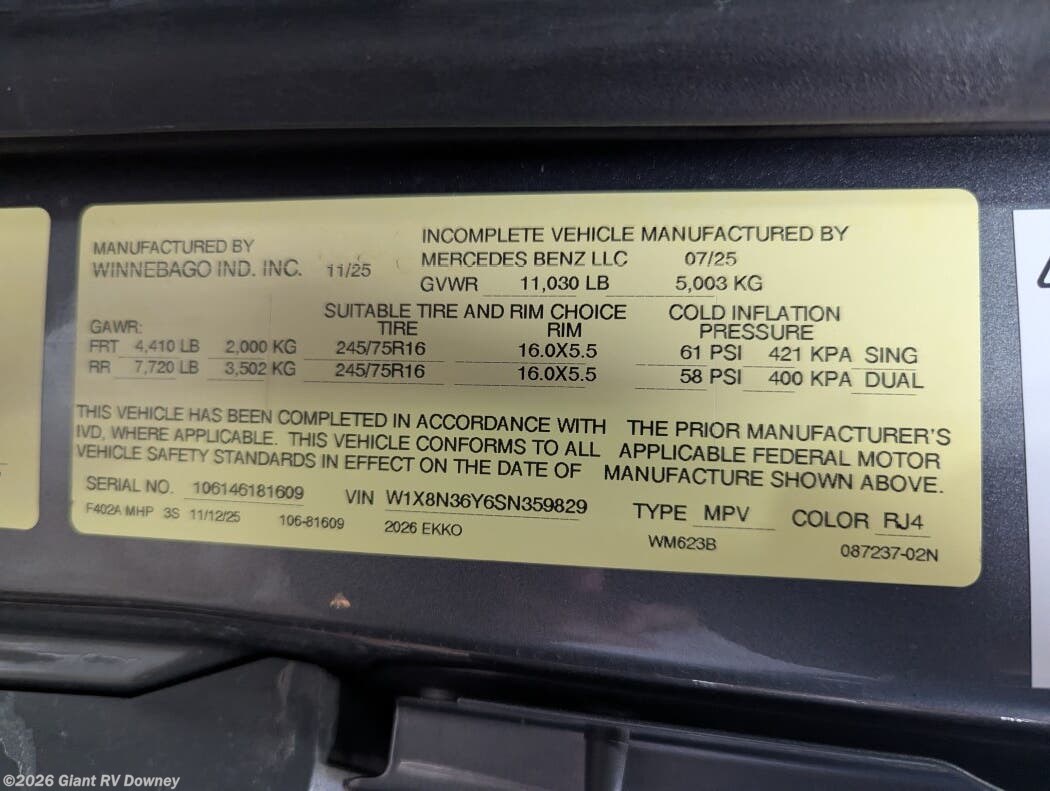 MANUFACTURED BY
WINNEBAGO IND. INC. 11/25
INCOMPLETE VEHICLE MANUFACTURED BY
MERCEDES BENZ LLC 07/25
GVWR 11,030 LB 5,003 KG
SUITABLE TIRE AND RIM CHOICE COLD INFLATION
GAWR: TIRE RIM PRESSURE
FRT 4,410 LB 2,000 KG 245/75R16 16.0X5.5 61 PSI 421 KPA SING
RR 7,720 LB 3,502 KG 245/75R16 16.0X5.5 58 PSI 400 KPA DUAL
THIS VEHICLE HAS BEEN COMPLETED IN ACCORDANCE WITH THE PRIOR MANUFACTURER'S
IVD, WHERE APPLICABLE. THIS VEHICLE CONFORMS TO ALL APPLICABLE FEDERAL MOTOR
VEHICLE SAFETY STANDARDS IN EFFECT ON THE DATE OF MANUFACTURE SHOWN ABOVE.
SERIAL NO. 106146181609 VIN W1X8N36Y6SN359829 TYPE MPV COLOR RJ4
F402A MHP 3S 11/12/25 106-81609 2026 EKKO WM623B 087237-02N
©2026 Giant RV Downey